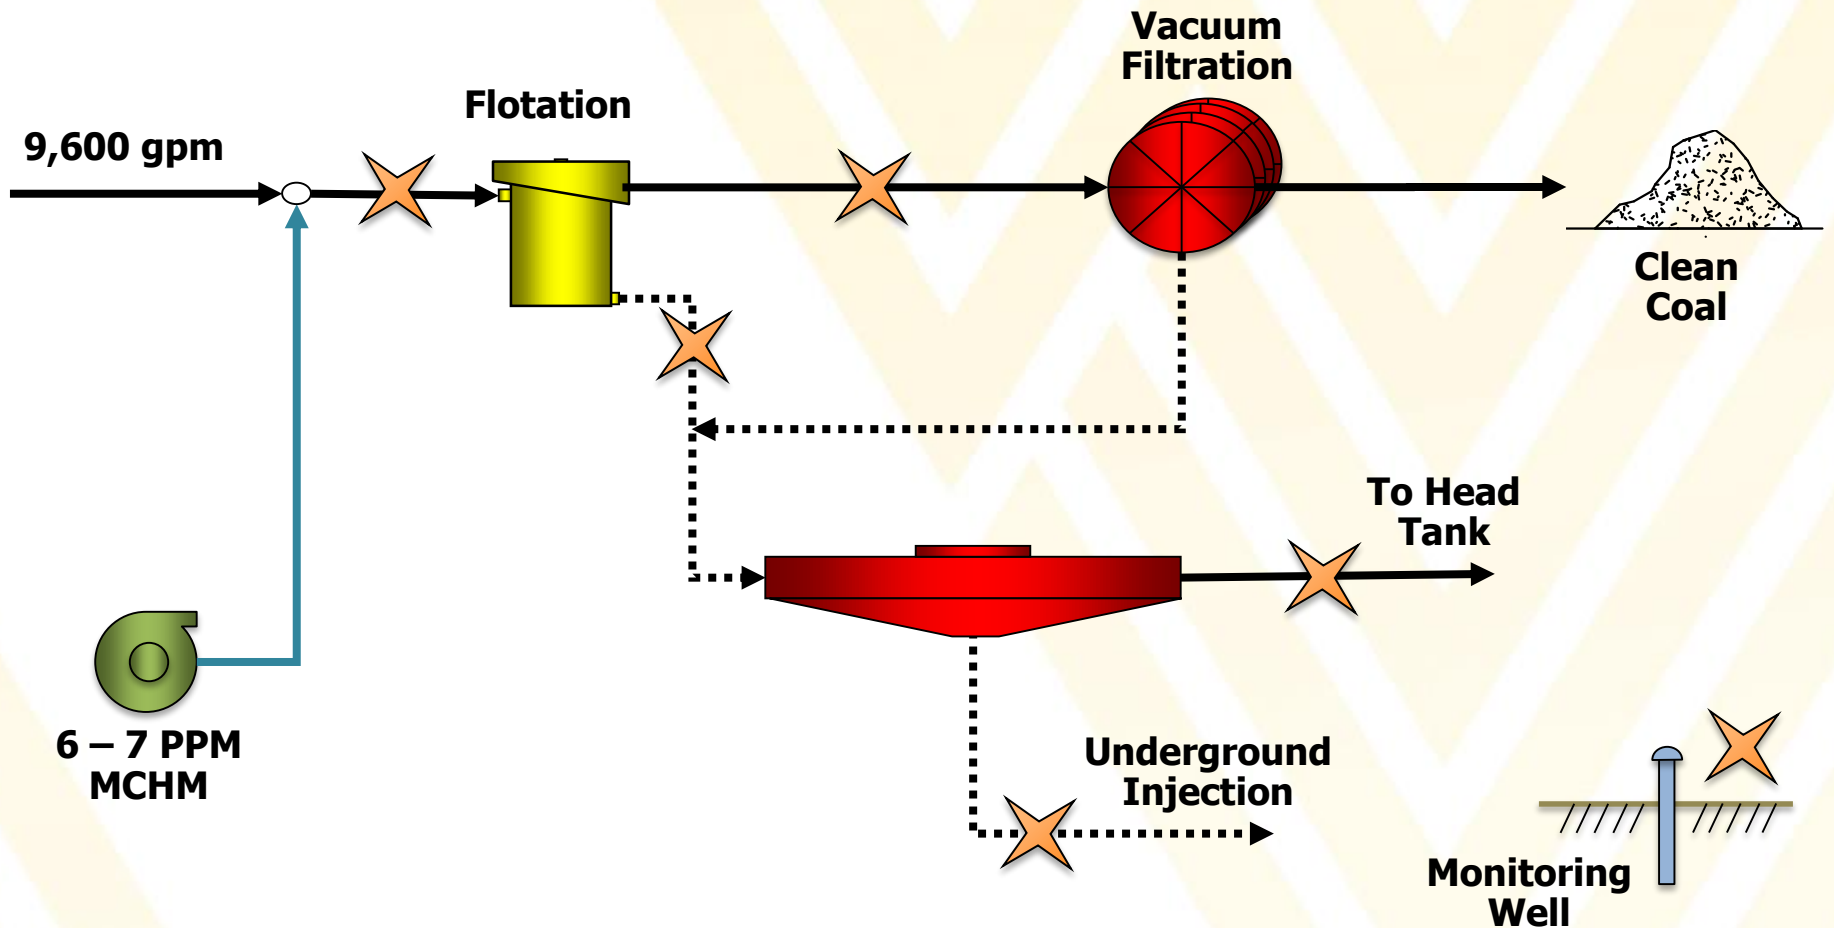 Vacuum
Filtration
Flotation
9,600 gpm
Clean
Coal
To Head
Tank
6 – 7 PPM
MCHM
Underground
Injection
Monitoring
Well